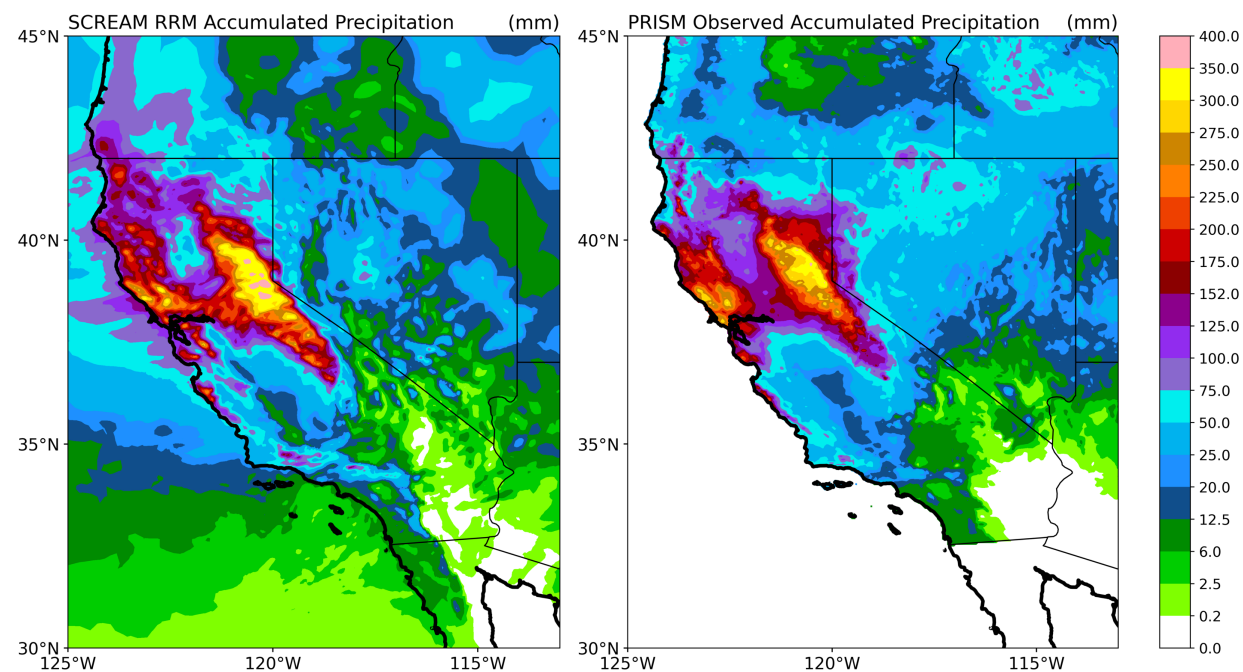 SCREAM RRM Accumulated Precipitation (mm)
45°N
40°N
35°N
30°N
125°W 120°W 115°W
PRISM Observed Accumulated Precipitation (mm)
45°N
40°N
35°N
30°N
125°W 120°W 115°W
400.0
350.0
300.0
275.0
250.0
225.0
200.0
175.0
152.0
125.0
100.0
75.0
50.0
25.0
20.0
12.5
6.0
2.5
0.2
0.0